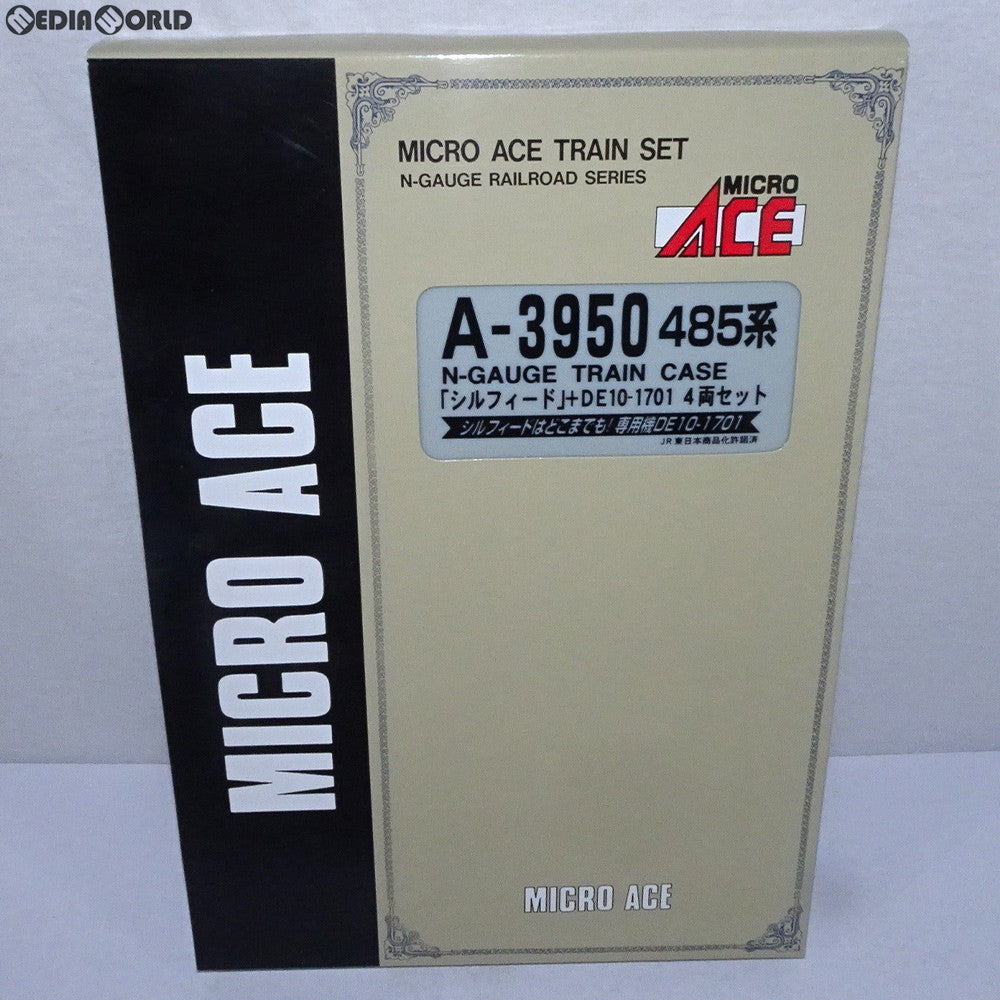 MEDIAWORLD
MICRO ACE
MICRO ACE TRAIN SET
N-GAUGE RAILROAD SERIES
MICRO
ACE
A-3950 485系
N-GAUGE TRAIN CASE
「シルフィード」+DE10-1701 4両セット
シルフィードはどこまでも!専用機DE10-1701
JR東日本商品化許諾済
MICRO ACE